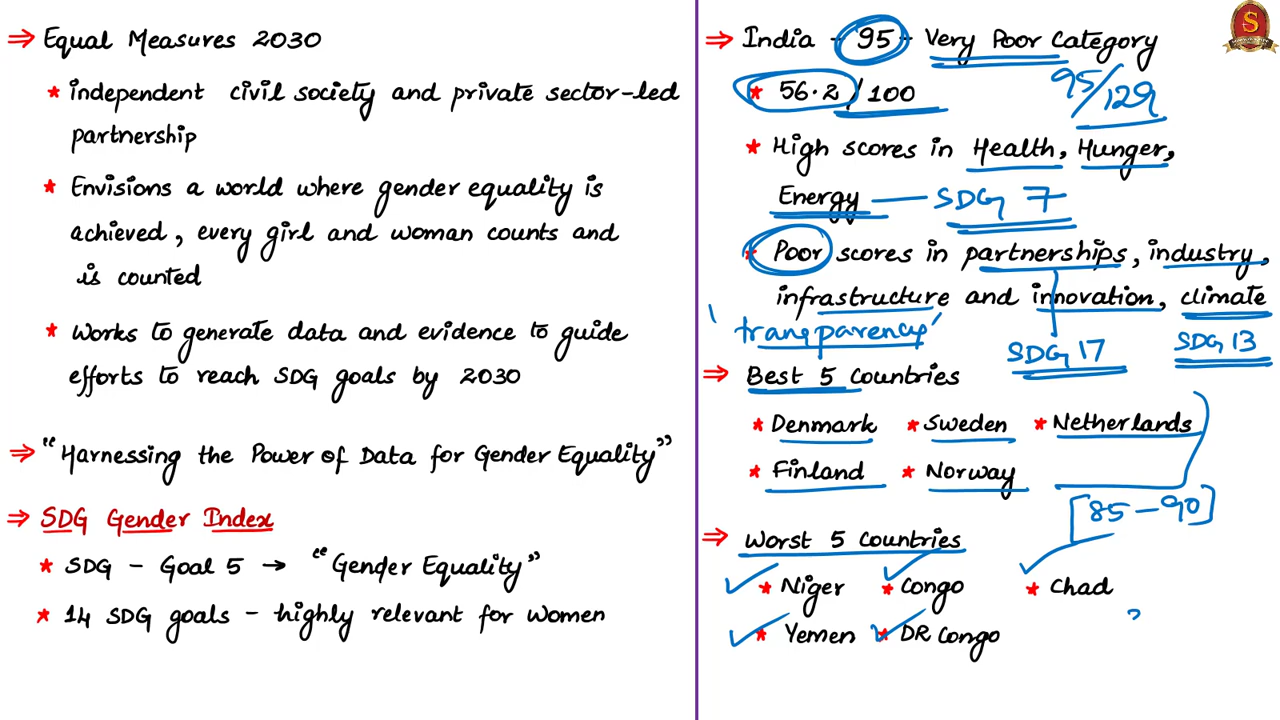 ⇒ Equal Measures 2030
* independent civil society and private sector-led
partnership
* Envisions a world where gender equality is
achieved, every girl and woman counts and
is counted
* works to generate data and evidence to guide
efforts to reach SDG goals by 2030
⇒ "Harnessing the Power of Data for Gender Equality"
⇒ SDG Gender Index
* SDG - Goal 5 → "Gender Equality"
* 14 SDG goals - highly relevant for women
⇒ India - 95 - Very Poor Category
* 56.2 / 100
95/129
* High scores in Health, Hunger,
Energy — SDG 7
* Poor scores in partnerships, industry,
infrastructure and innovation, climate
'transparency'
SDG 17
SDG 13
⇒ Best 5 Countries
* Denmark * Sweden * Netherlands
* Finland * Norway
[85-90]
⇒ Worst 5 Countries
* Niger * Congo * Chad
* Yemen * DR Congo
S